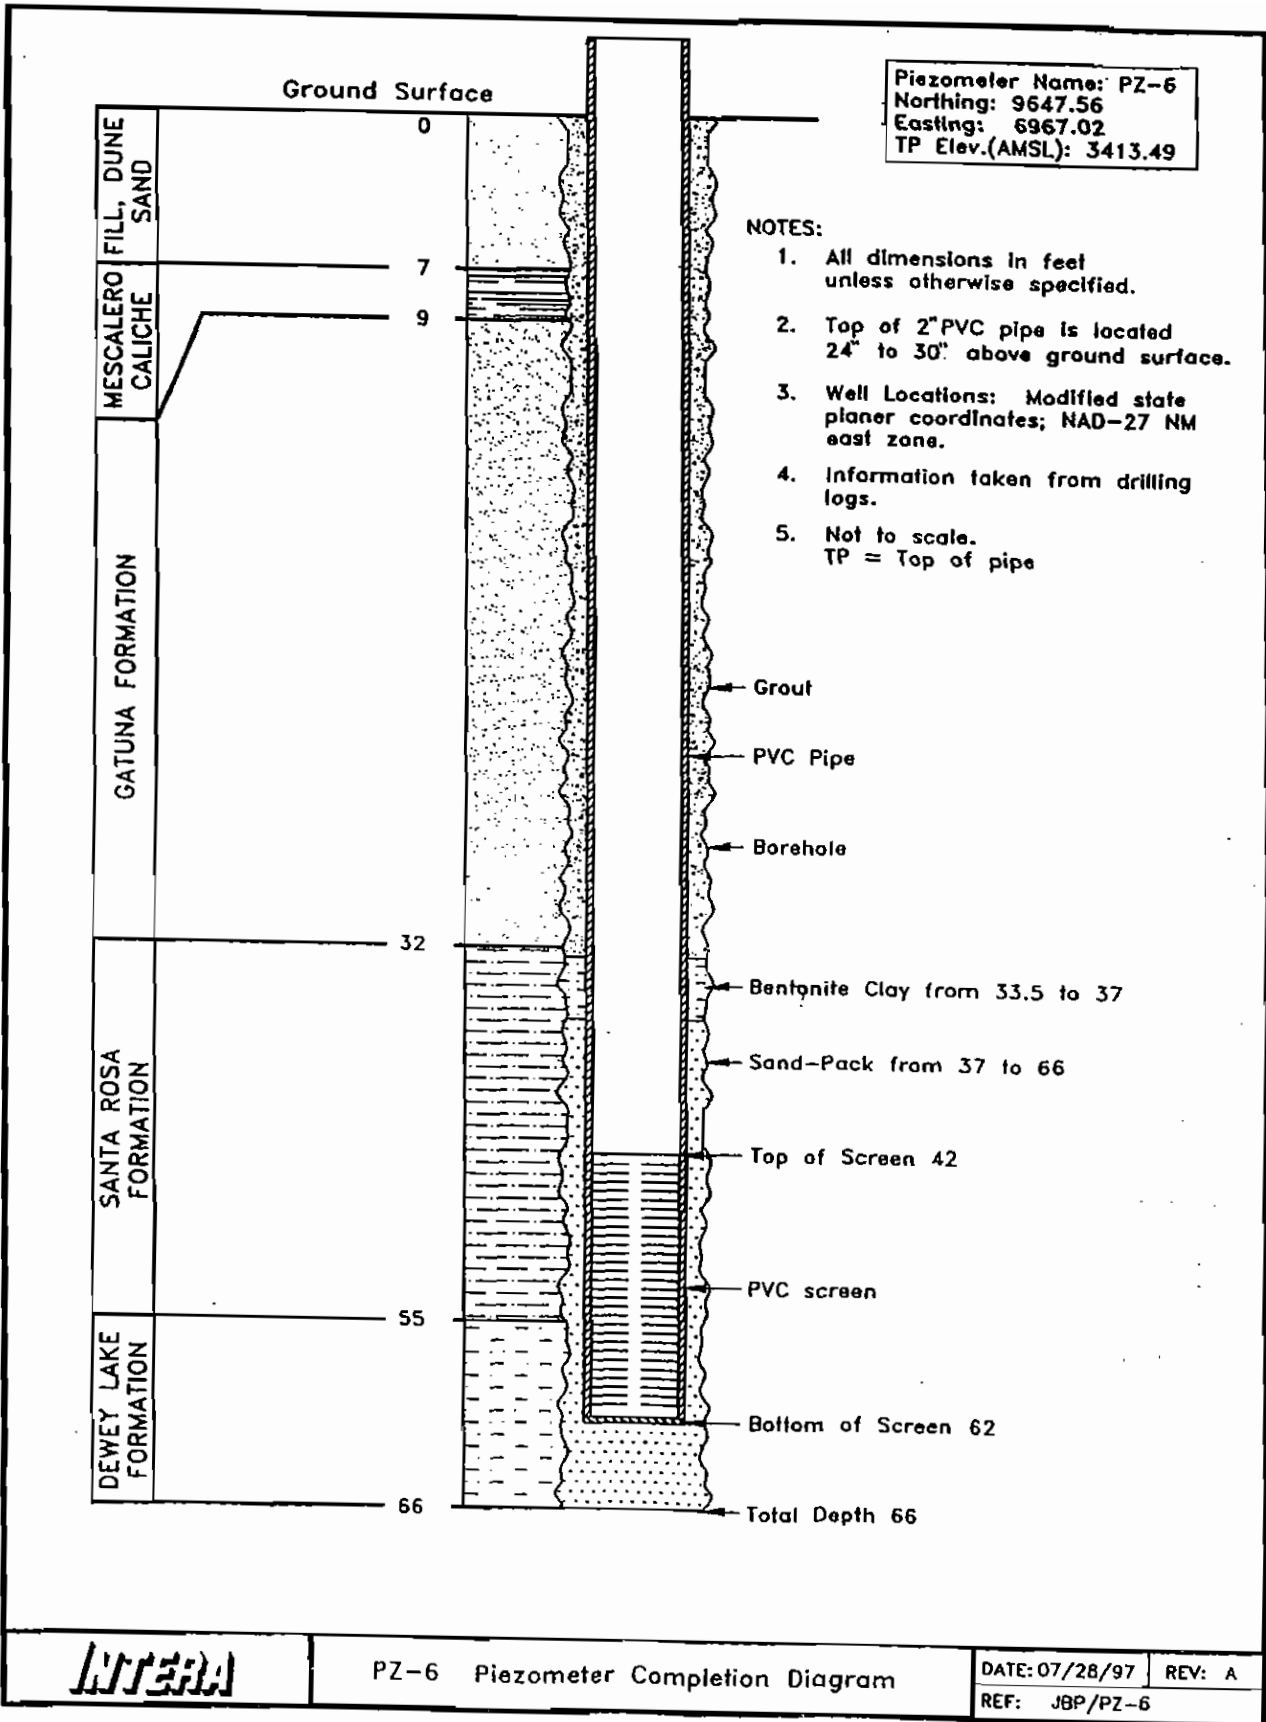 Ground Surface
Piezometer Name: PZ-6
Northing: 9647.56
Easting: 6967.02
TP Elev.(AMSL): 3413.49
FILL, DUNE
SAND
0
MESCALERO
CALICHE
7
9
GATUNA FORMATION
32
SANTA ROSA
FORMATION
55
DEWEY LAKE
FORMATION
66
NOTES:
1. All dimensions in feet
unless otherwise specified.
2. Top of 2" PVC pipe is located
24" to 30" above ground surface.
3. Well Locations: Modified state
planer coordinates; NAD-27 NM
east zone.
4. Information taken from drilling
logs.
5. Not to scale.
TP = Top of pipe
Grout
PVC Pipe
Borehole
Bentonite Clay from 33.5 to 37
Sand-Pack from 37 to 66
Top of Screen 42
PVC screen
Bottom of Screen 62
Total Depth 66
INTERA
PZ-6 Piezometer Completion Diagram
DATE: 07/28/97 REV: A
REF: JBP/PZ-6